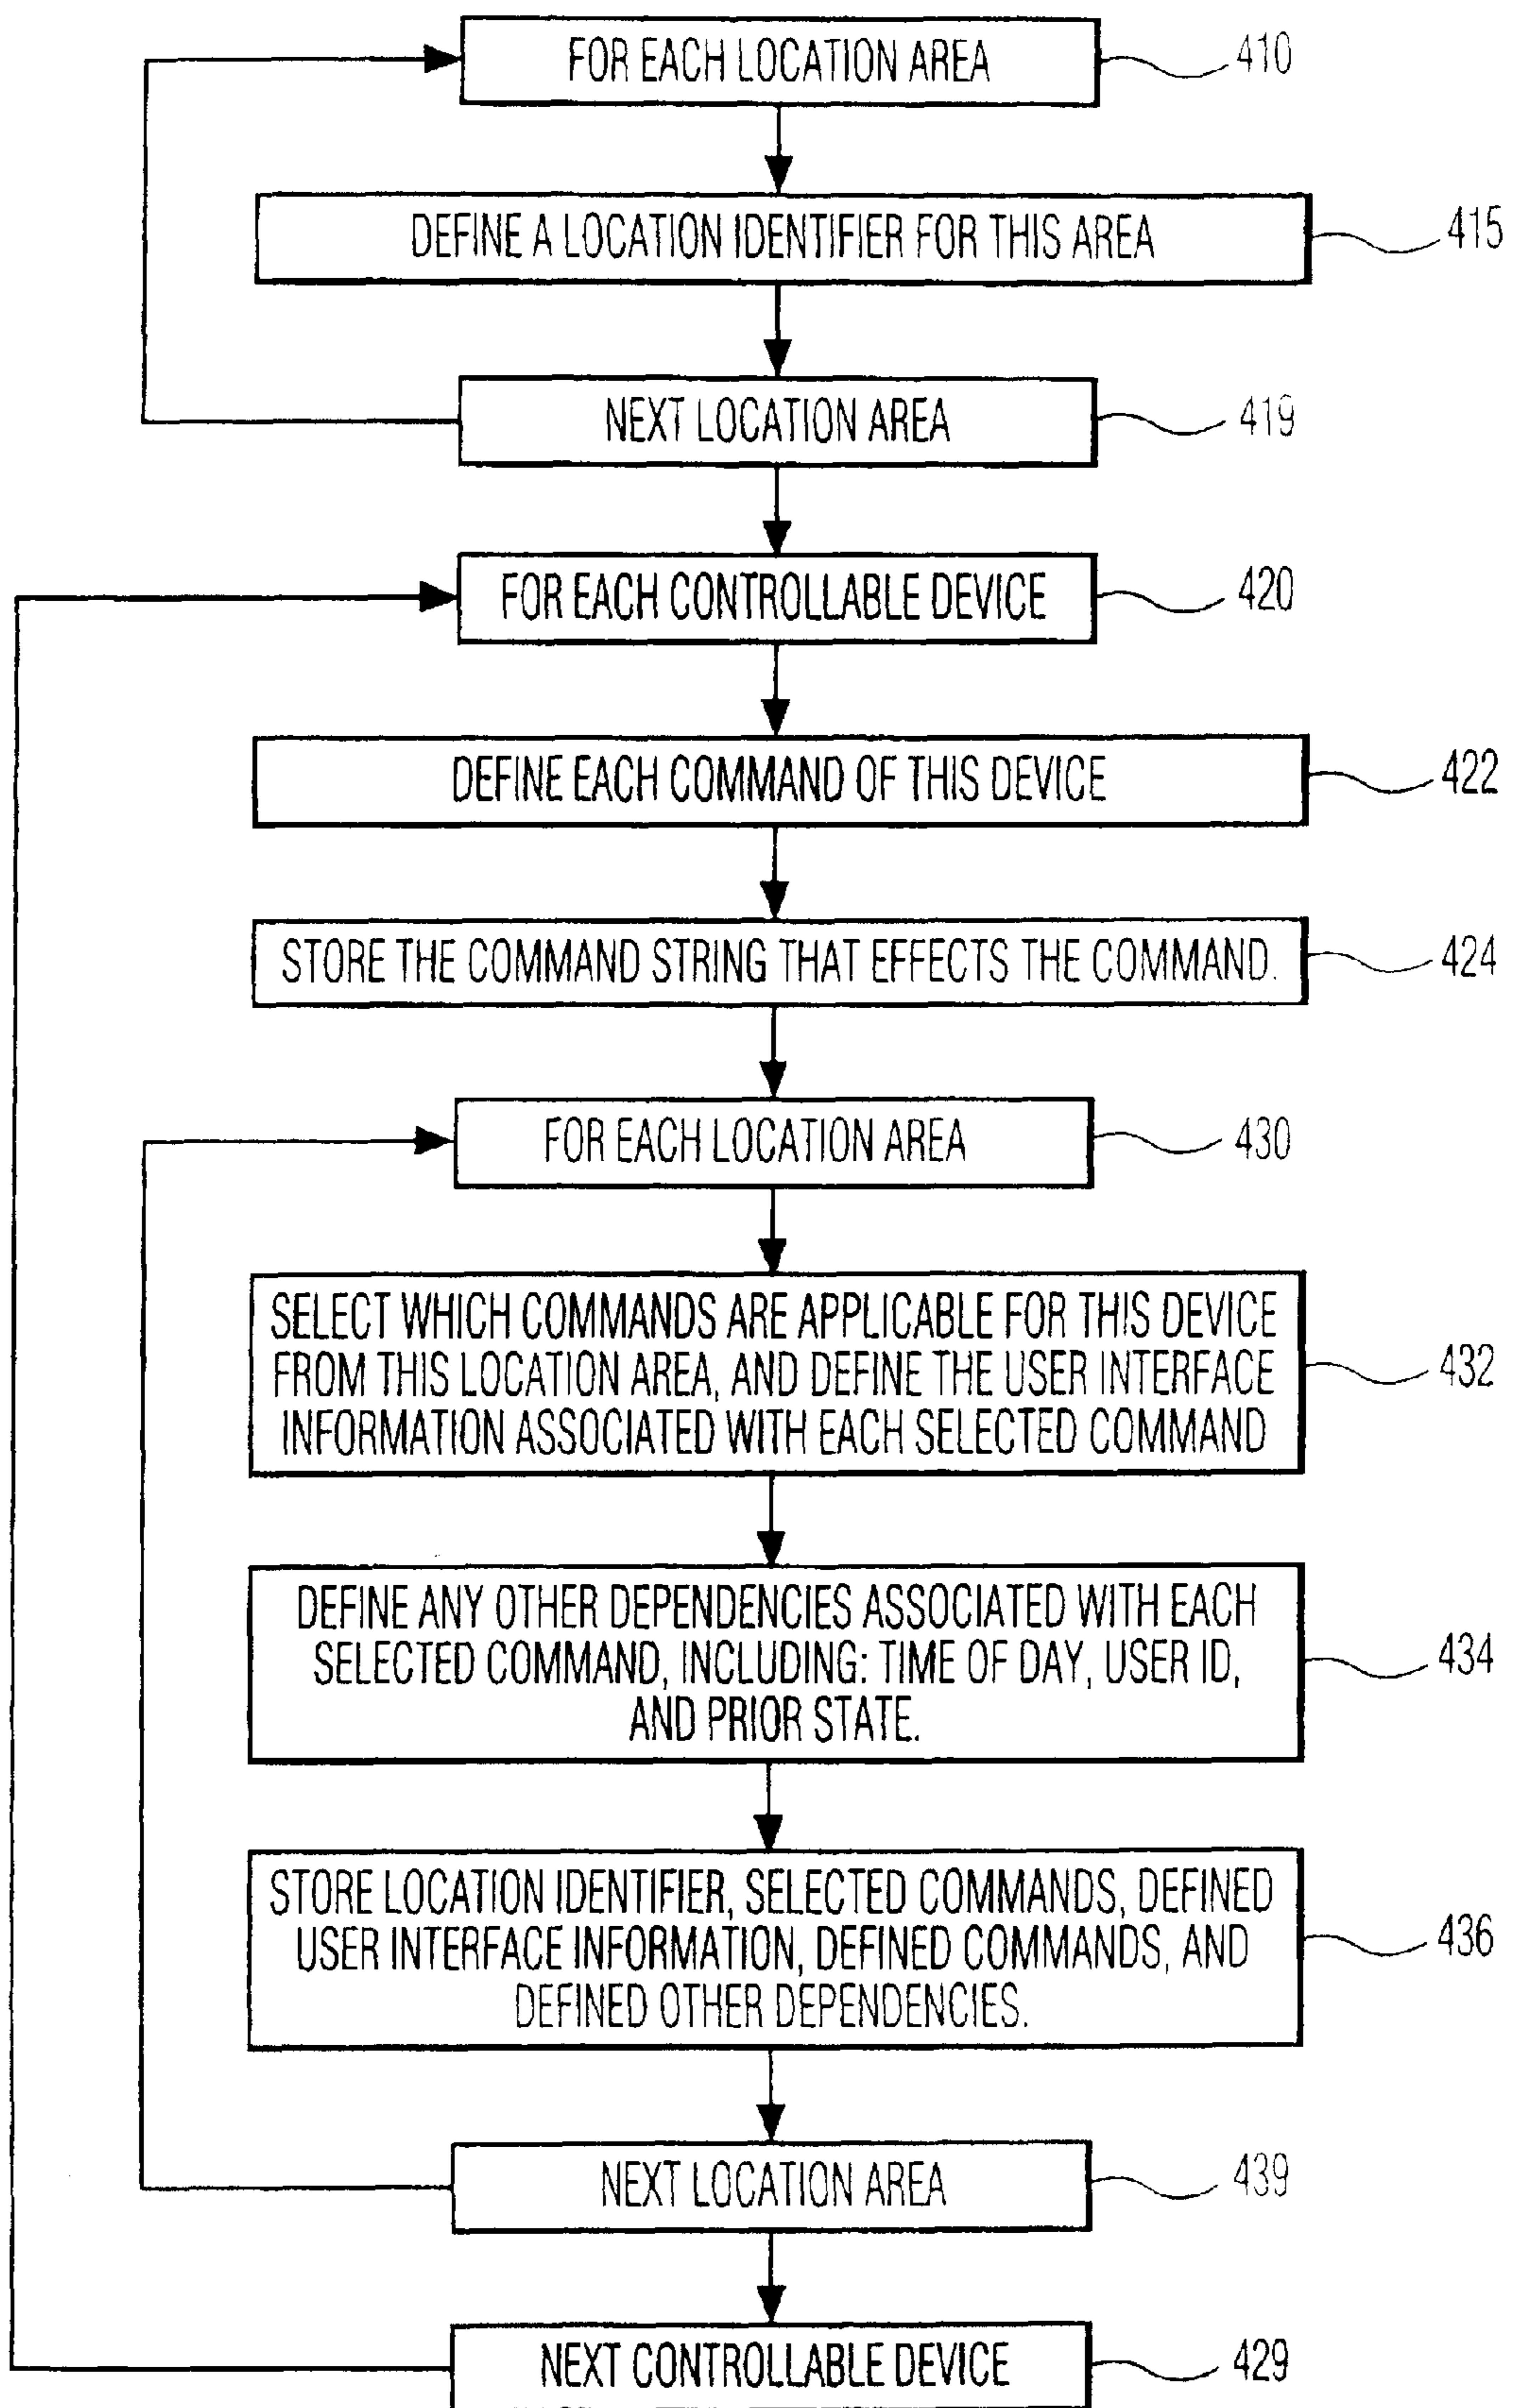 FOR EACH LOCATION AREA
410
DEFINE A LOCATION IDENTIFIER FOR THIS AREA
415
NEXT LOCATION AREA
419
FOR EACH CONTROLLABLE DEVICE
420
DEFINE EACH COMMAND OF THIS DEVICE
422
STORE THE COMMAND STRING THAT EFFECTS THE COMMAND.
424
FOR EACH LOCATION AREA
430
SELECT WHICH COMMANDS ARE APPLICABLE FOR THIS DEVICE
FROM THIS LOCATION AREA, AND DEFINE THE USER INTERFACE
INFORMATION ASSOCIATED WITH EACH SELECTED COMMAND
432
DEFINE ANY OTHER DEPENDENCIES ASSOCIATED WITH EACH
SELECTED COMMAND, INCLUDING: TIME OF DAY, USER ID,
AND PRIOR STATE.
434
STORE LOCATION IDENTIFIER, SELECTED COMMANDS, DEFINED
USER INTERFACE INFORMATION, DEFINED COMMANDS, AND
DEFINED OTHER DEPENDENCIES.
436
NEXT LOCATION AREA
439
NEXT CONTROLLABLE DEVICE
429